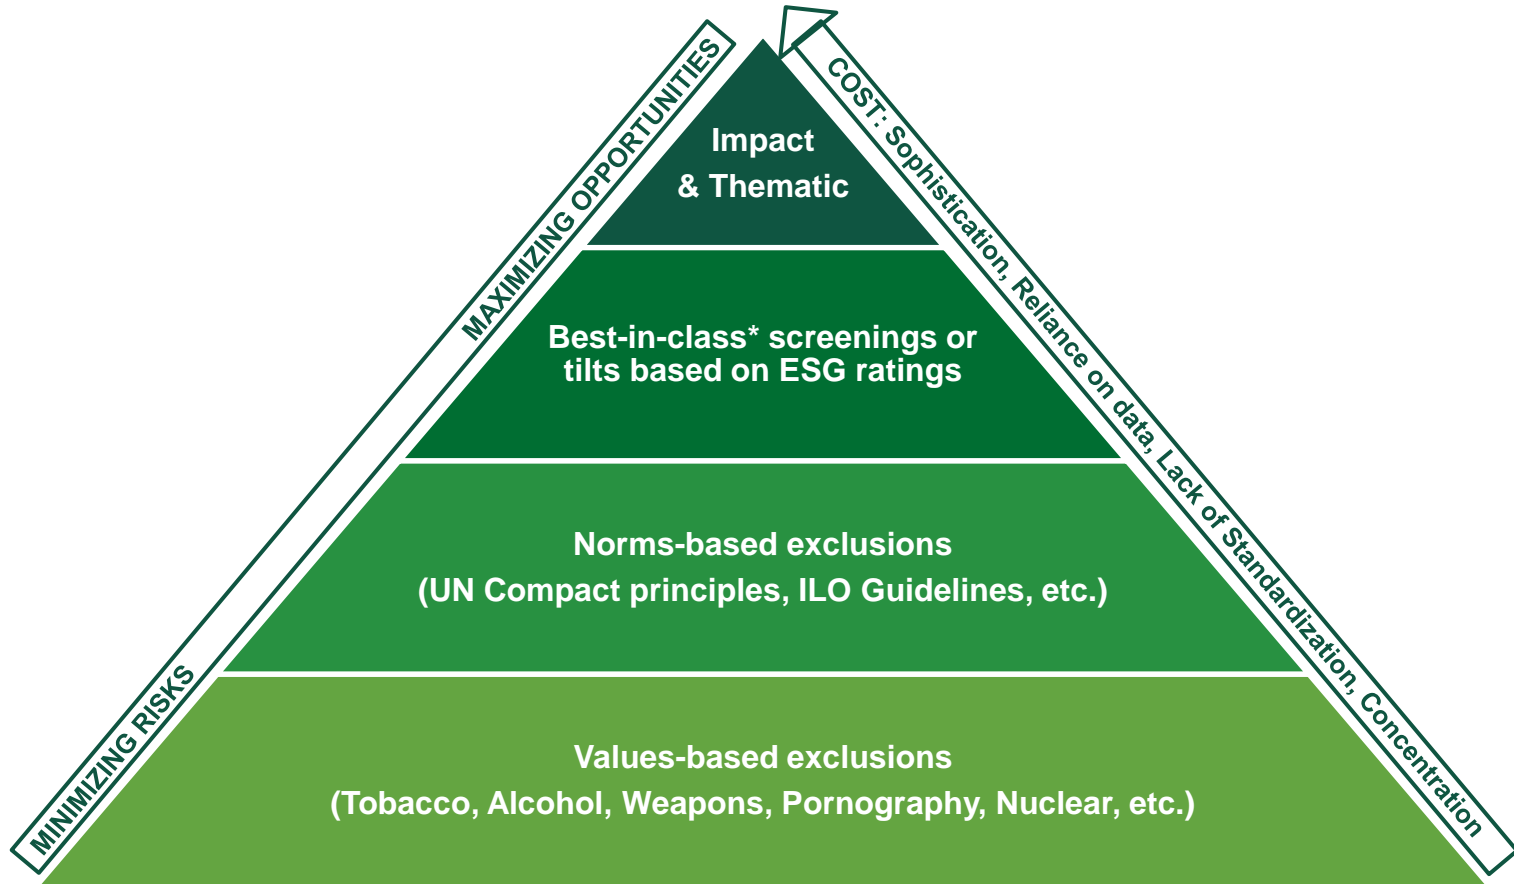 MAXIMIZING OPPORTUNITIES
MINIMIZING RISKS
COST: Sophistication, Reliance on data, Lack of Standardization, Concentration
Impact
& Thematic
Best-in-class* screenings or
tilts based on ESG ratings
Norms-based exclusions
(UN Compact principles, ILO Guidelines, etc.)
Values-based exclusions
(Tobacco, Alcohol, Weapons, Pornography, Nuclear, etc.)